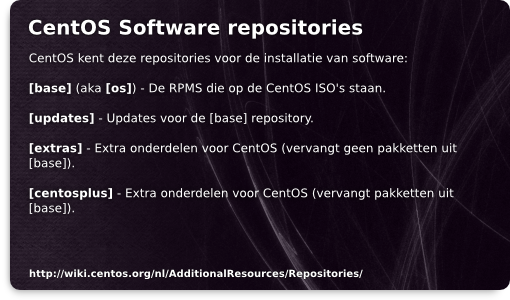 CentOS Software repositories
CentOS kent deze repositories voor de installatie van software:
[base] (aka [os]) - De RPMS die op de CentOS ISO's staan.
[updates] - Updates voor de [base] repository.
[extras] - Extra onderdelen voor CentOS (vervangt geen pakketten uit
[base]).
[centosplus] - Extra onderdelen voor CentOS (vervangt pakketten uit
[base]).
http://wiki.centos.org/nl/AdditionalResources/Repositories/